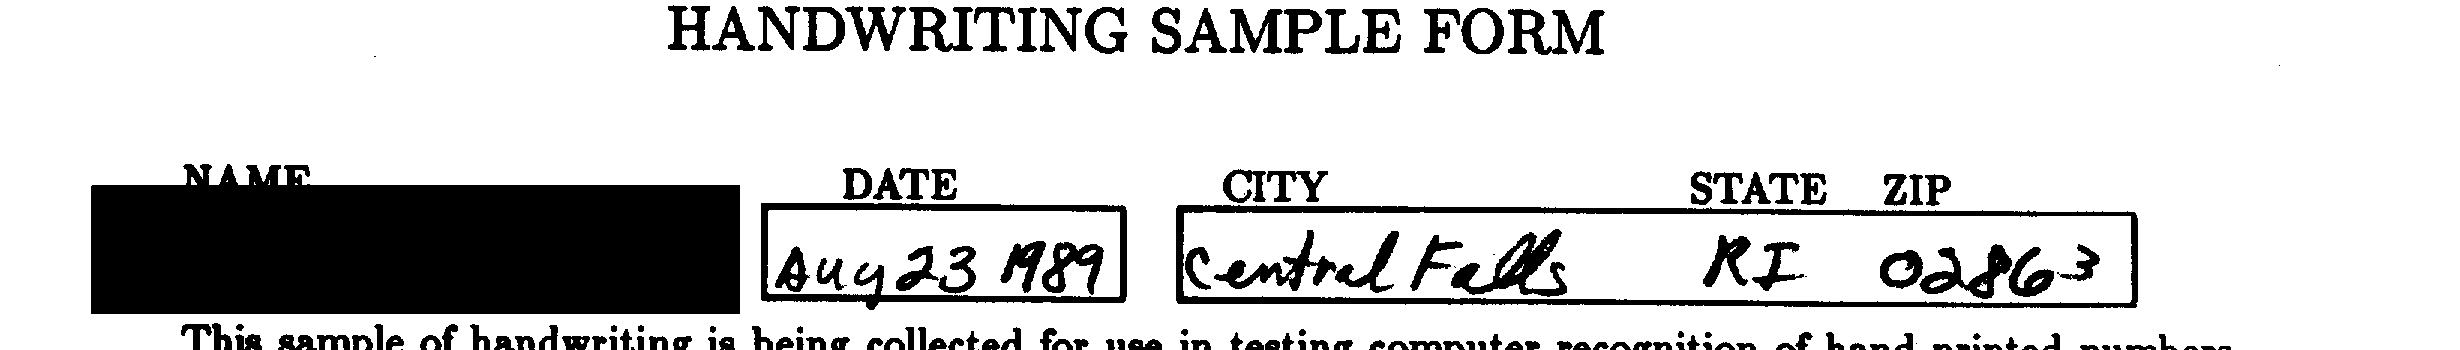 HANDWRITING SAMPLE FORM
NAME DATE CITY STATE ZIP
Aug 23 1989 Central Falls RI 02863
This sample of handwriting is being collected for use in testing computer recognition of hand printed numbers